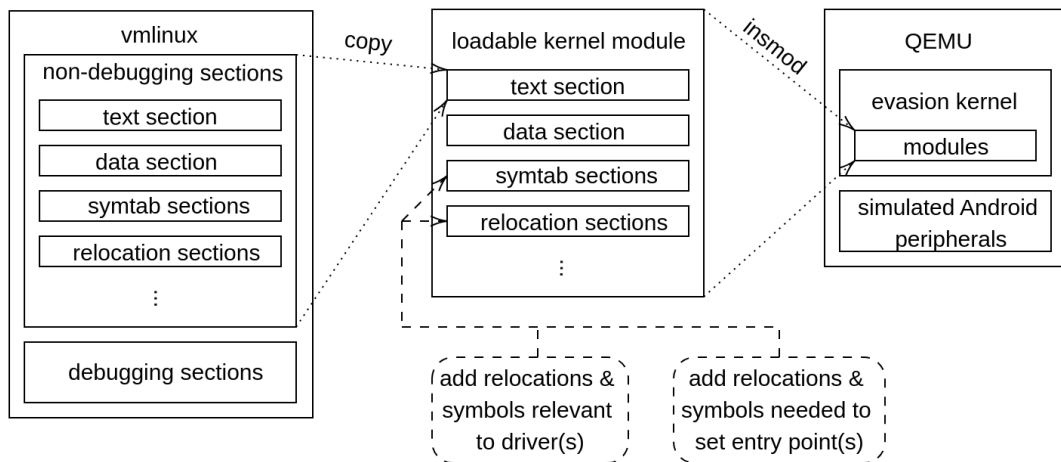 vmlinux
non-debugging sections
text section
data section
symtab sections
relocation sections
...
debugging sections
copy
loadable kernel module
text section
data section
symtab sections
relocation sections
...
add relocations &
symbols relevant
to driver(s)
add relocations &
symbols needed to
set entry point(s)
insmod
QEMU
evasion kernel
modules
simulated Android
peripherals